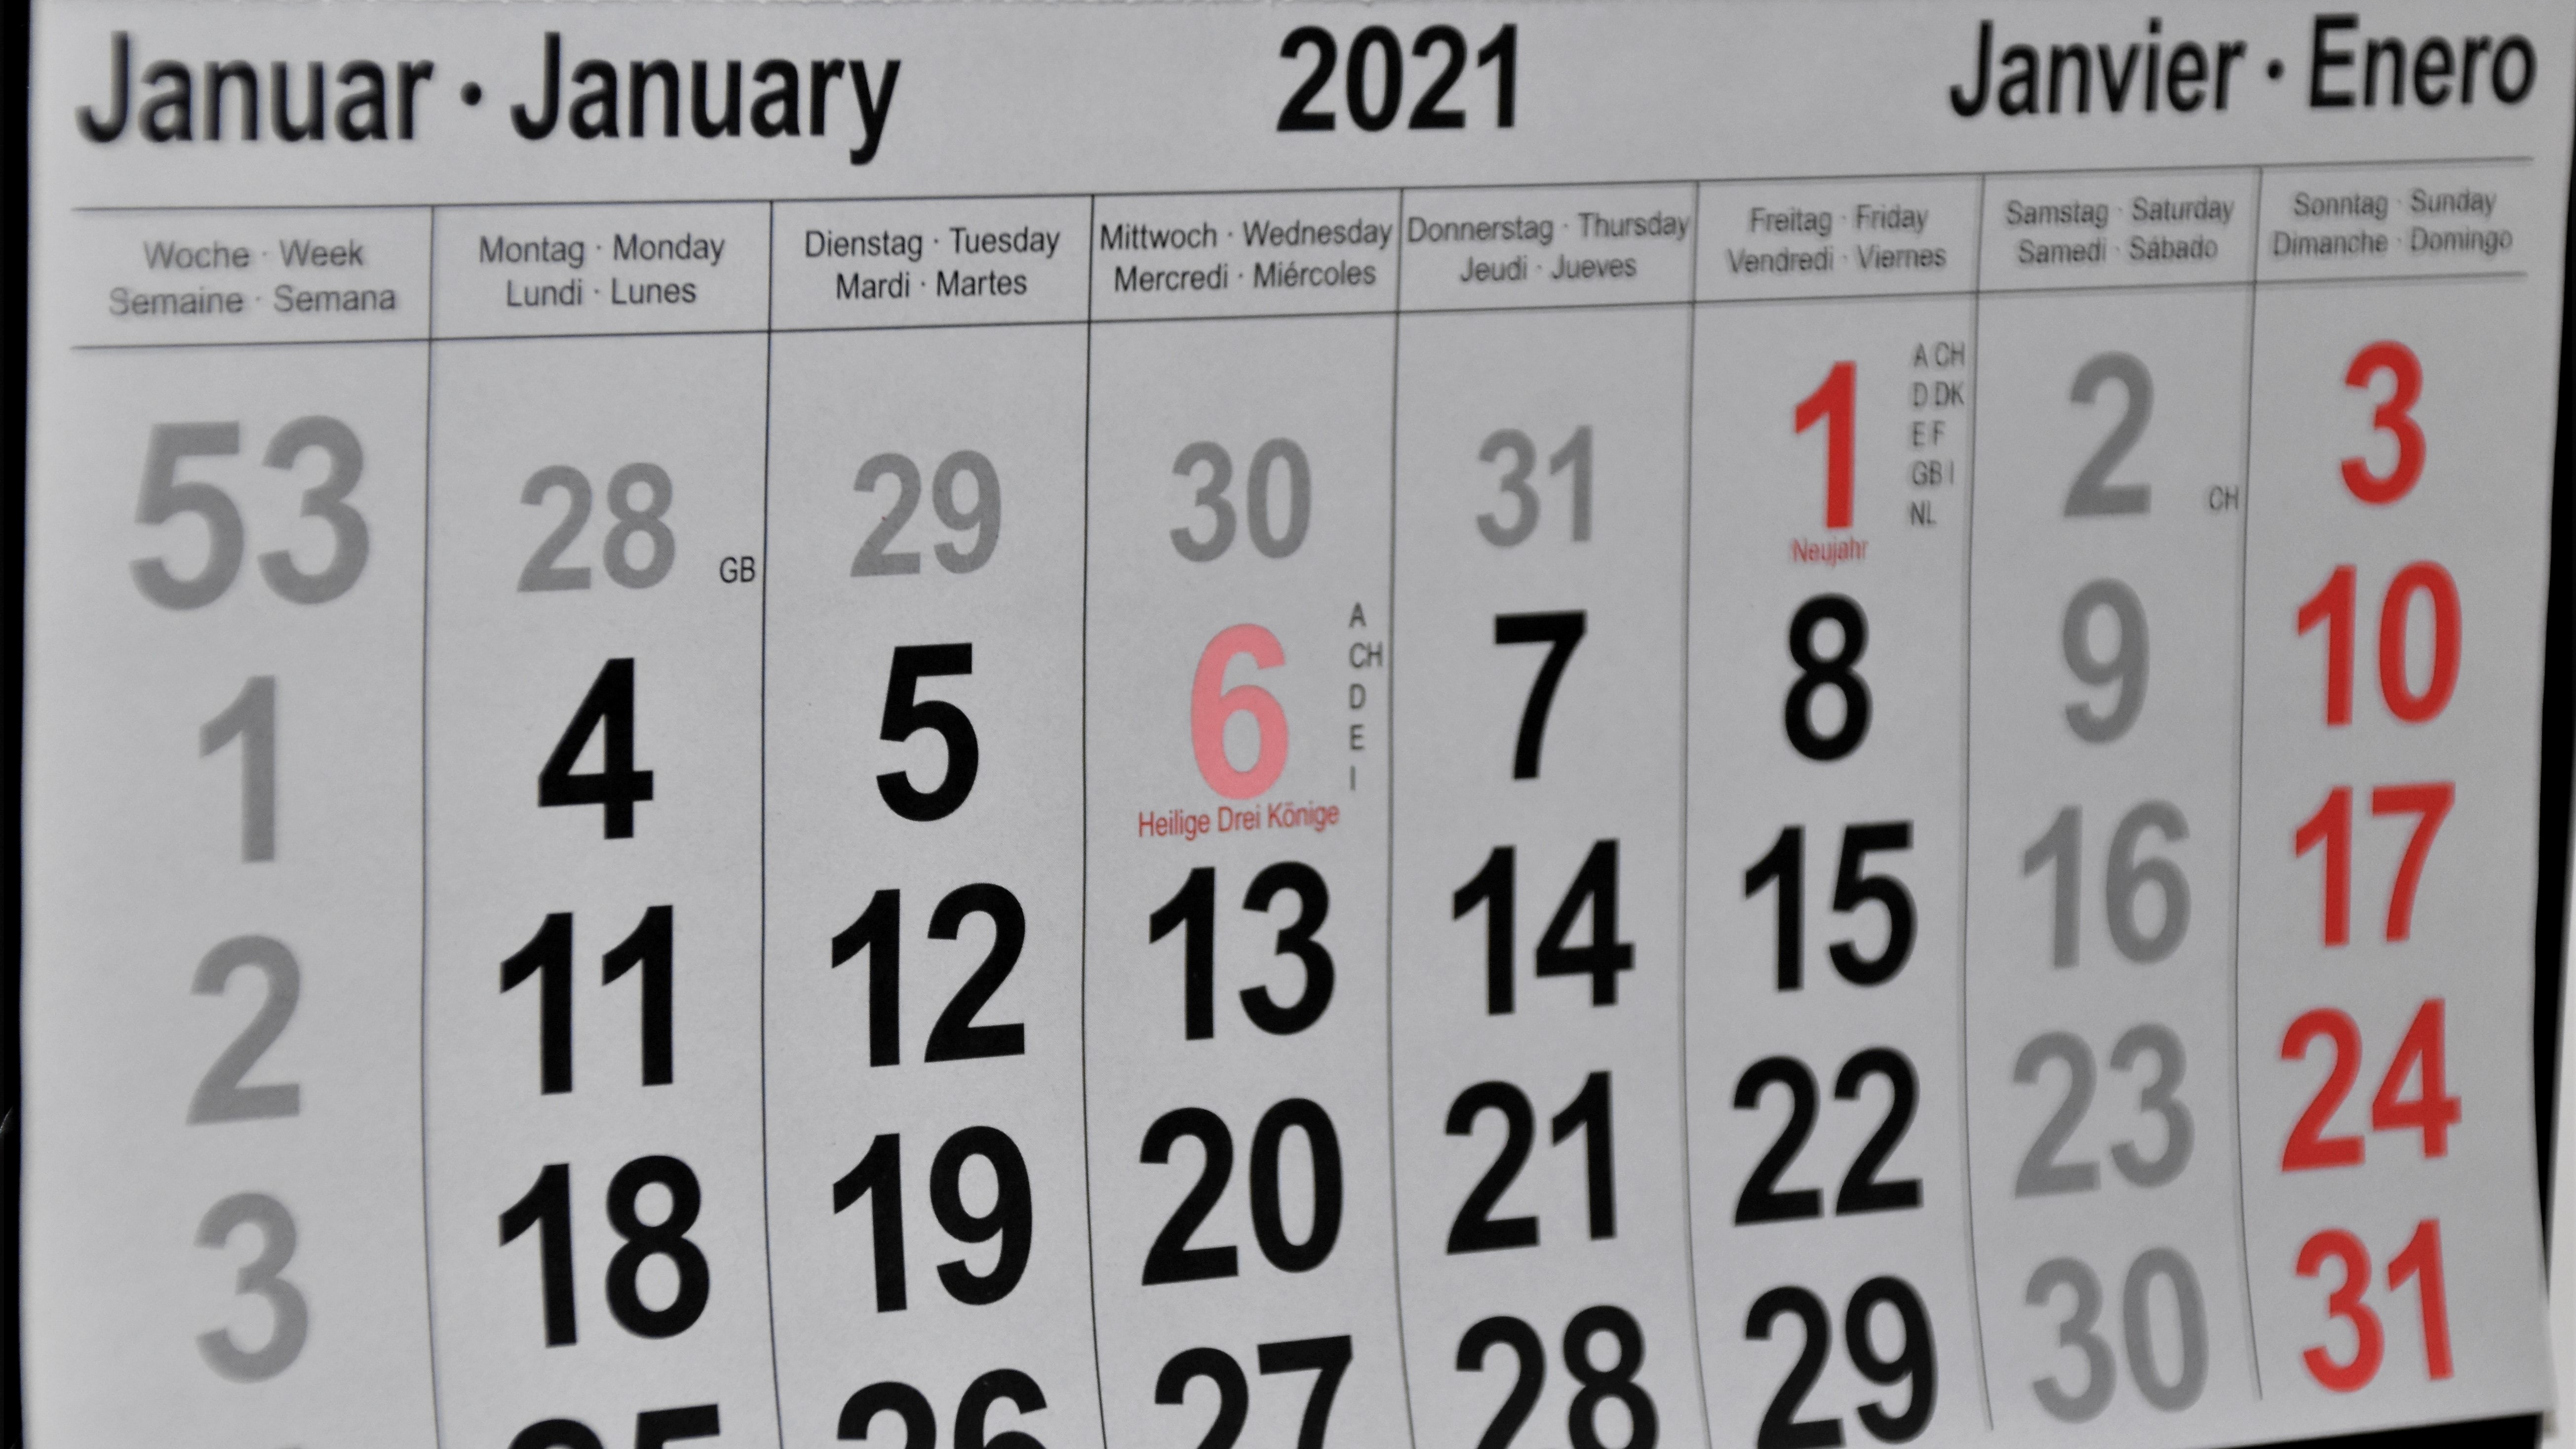 Januar · January 2021 Janvier · Enero
Woche · Week Montag · Monday Dienstag · Tuesday Mittwoch · Wednesday Donnerstag · Thursday Freitag · Friday Samstag · Saturday Sonntag · Sunday
Semaine · Semana Lundi · Lunes Mardi · Martes Mercredi · Miércoles Jeudi · Jueves Vendredi · Viernes Samedi · Sábado Dimanche · Domingo
53 28 GB 29 30 31 1 2 CH 3
A CH
D DK
E F
GB I
NL
Neujahr
1 4 5 6 7 8 9 10
A
CH
D
E
I
Heilige Drei Könige
2 11 12 13 14 15 16 17
3 18 19 20 21 22 23 24
25 26 27 28 29 30 31